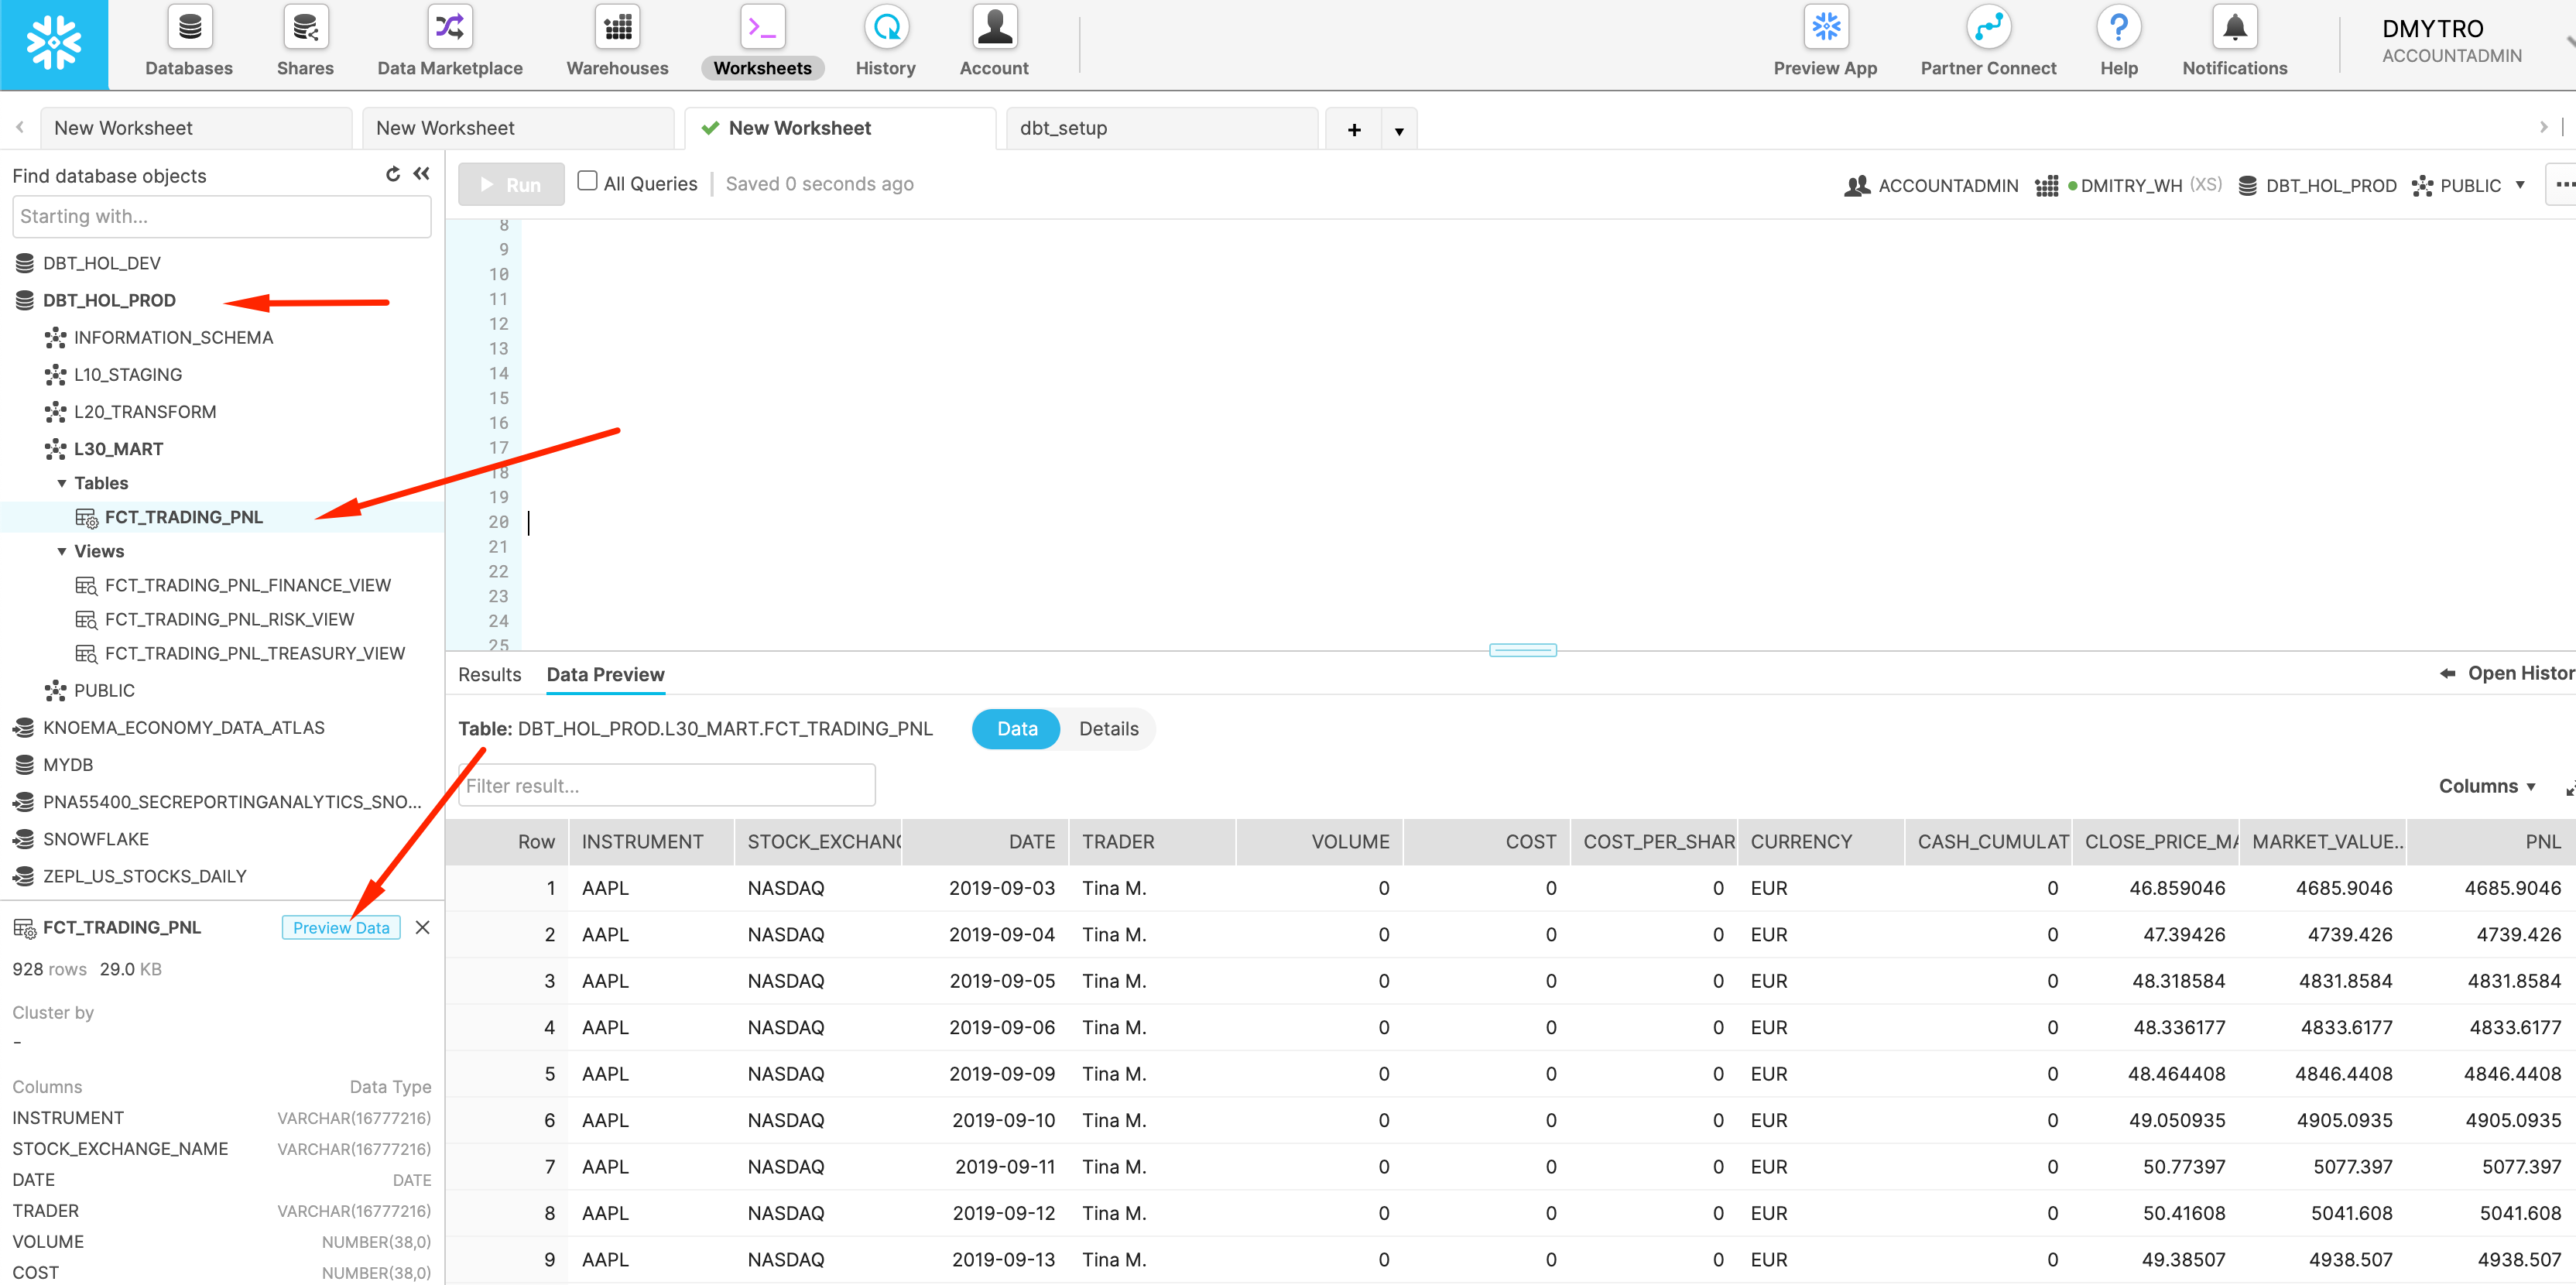 Databases Shares Data Marketplace Warehouses Worksheets History Account Preview App Partner Connect Help Notifications
DMYTRO
ACCOUNTADMIN
New Worksheet New Worksheet New Worksheet dbt_setup +
Find database objects
Starting with...
DBT_HOL_DEV
DBT_HOL_PROD
INFORMATION_SCHEMA
L10_STAGING
L20_TRANSFORM
L30_MART
Tables
FCT_TRADING_PNL
Views
FCT_TRADING_PNL_FINANCE_VIEW
FCT_TRADING_PNL_RISK_VIEW
FCT_TRADING_PNL_TREASURY_VIEW
PUBLIC
KNOEMA_ECONOMY_DATA_ATLAS
MYDB
PNA55400_SECREPORTINGANALYTICS_SNO...
SNOWFLAKE
ZEPL_US_STOCKS_DAILY
FCT_TRADING_PNL Preview Data
928 rows 29.0 KB
Cluster by
-
Columns Data Type
INSTRUMENT VARCHAR(16777216)
STOCK_EXCHANGE_NAME VARCHAR(16777216)
DATE DATE
TRADER VARCHAR(16777216)
VOLUME NUMBER(38,0)
COST NUMBER(38,0)
Run All Queries Saved 0 seconds ago ACCOUNTADMIN DMITRY_WH (XS) DBT_HOL_PROD PUBLIC ...
8
9
10
11
12
13
14
15
16
17
18
19
20
21
22
23
24
25
Results Data Preview Open Histor
Table: DBT_HOL_PROD.L30_MART.FCT_TRADING_PNL Data Details
Filter result... Columns
Row INSTRUMENT STOCK_EXCHANG DATE TRADER VOLUME COST COST_PER_SHAR CURRENCY CASH_CUMULAT CLOSE_PRICE_MA MARKET_VALUE.. PNL
1 AAPL NASDAQ 2019-09-03 Tina M. 0 0 0 EUR 0 46.859046 4685.9046 4685.9046
2 AAPL NASDAQ 2019-09-04 Tina M. 0 0 0 EUR 0 47.39426 4739.426 4739.426
3 AAPL NASDAQ 2019-09-05 Tina M. 0 0 0 EUR 0 48.318584 4831.8584 4831.8584
4 AAPL NASDAQ 2019-09-06 Tina M. 0 0 0 EUR 0 48.336177 4833.6177 4833.6177
5 AAPL NASDAQ 2019-09-09 Tina M. 0 0 0 EUR 0 48.464408 4846.4408 4846.4408
6 AAPL NASDAQ 2019-09-10 Tina M. 0 0 0 EUR 0 49.050935 4905.0935 4905.0935
7 AAPL NASDAQ 2019-09-11 Tina M. 0 0 0 EUR 0 50.77397 5077.397 5077.397
8 AAPL NASDAQ 2019-09-12 Tina M. 0 0 0 EUR 0 50.41608 5041.608 5041.608
9 AAPL NASDAQ 2019-09-13 Tina M. 0 0 0 EUR 0 49.38507 4938.507 4938.507